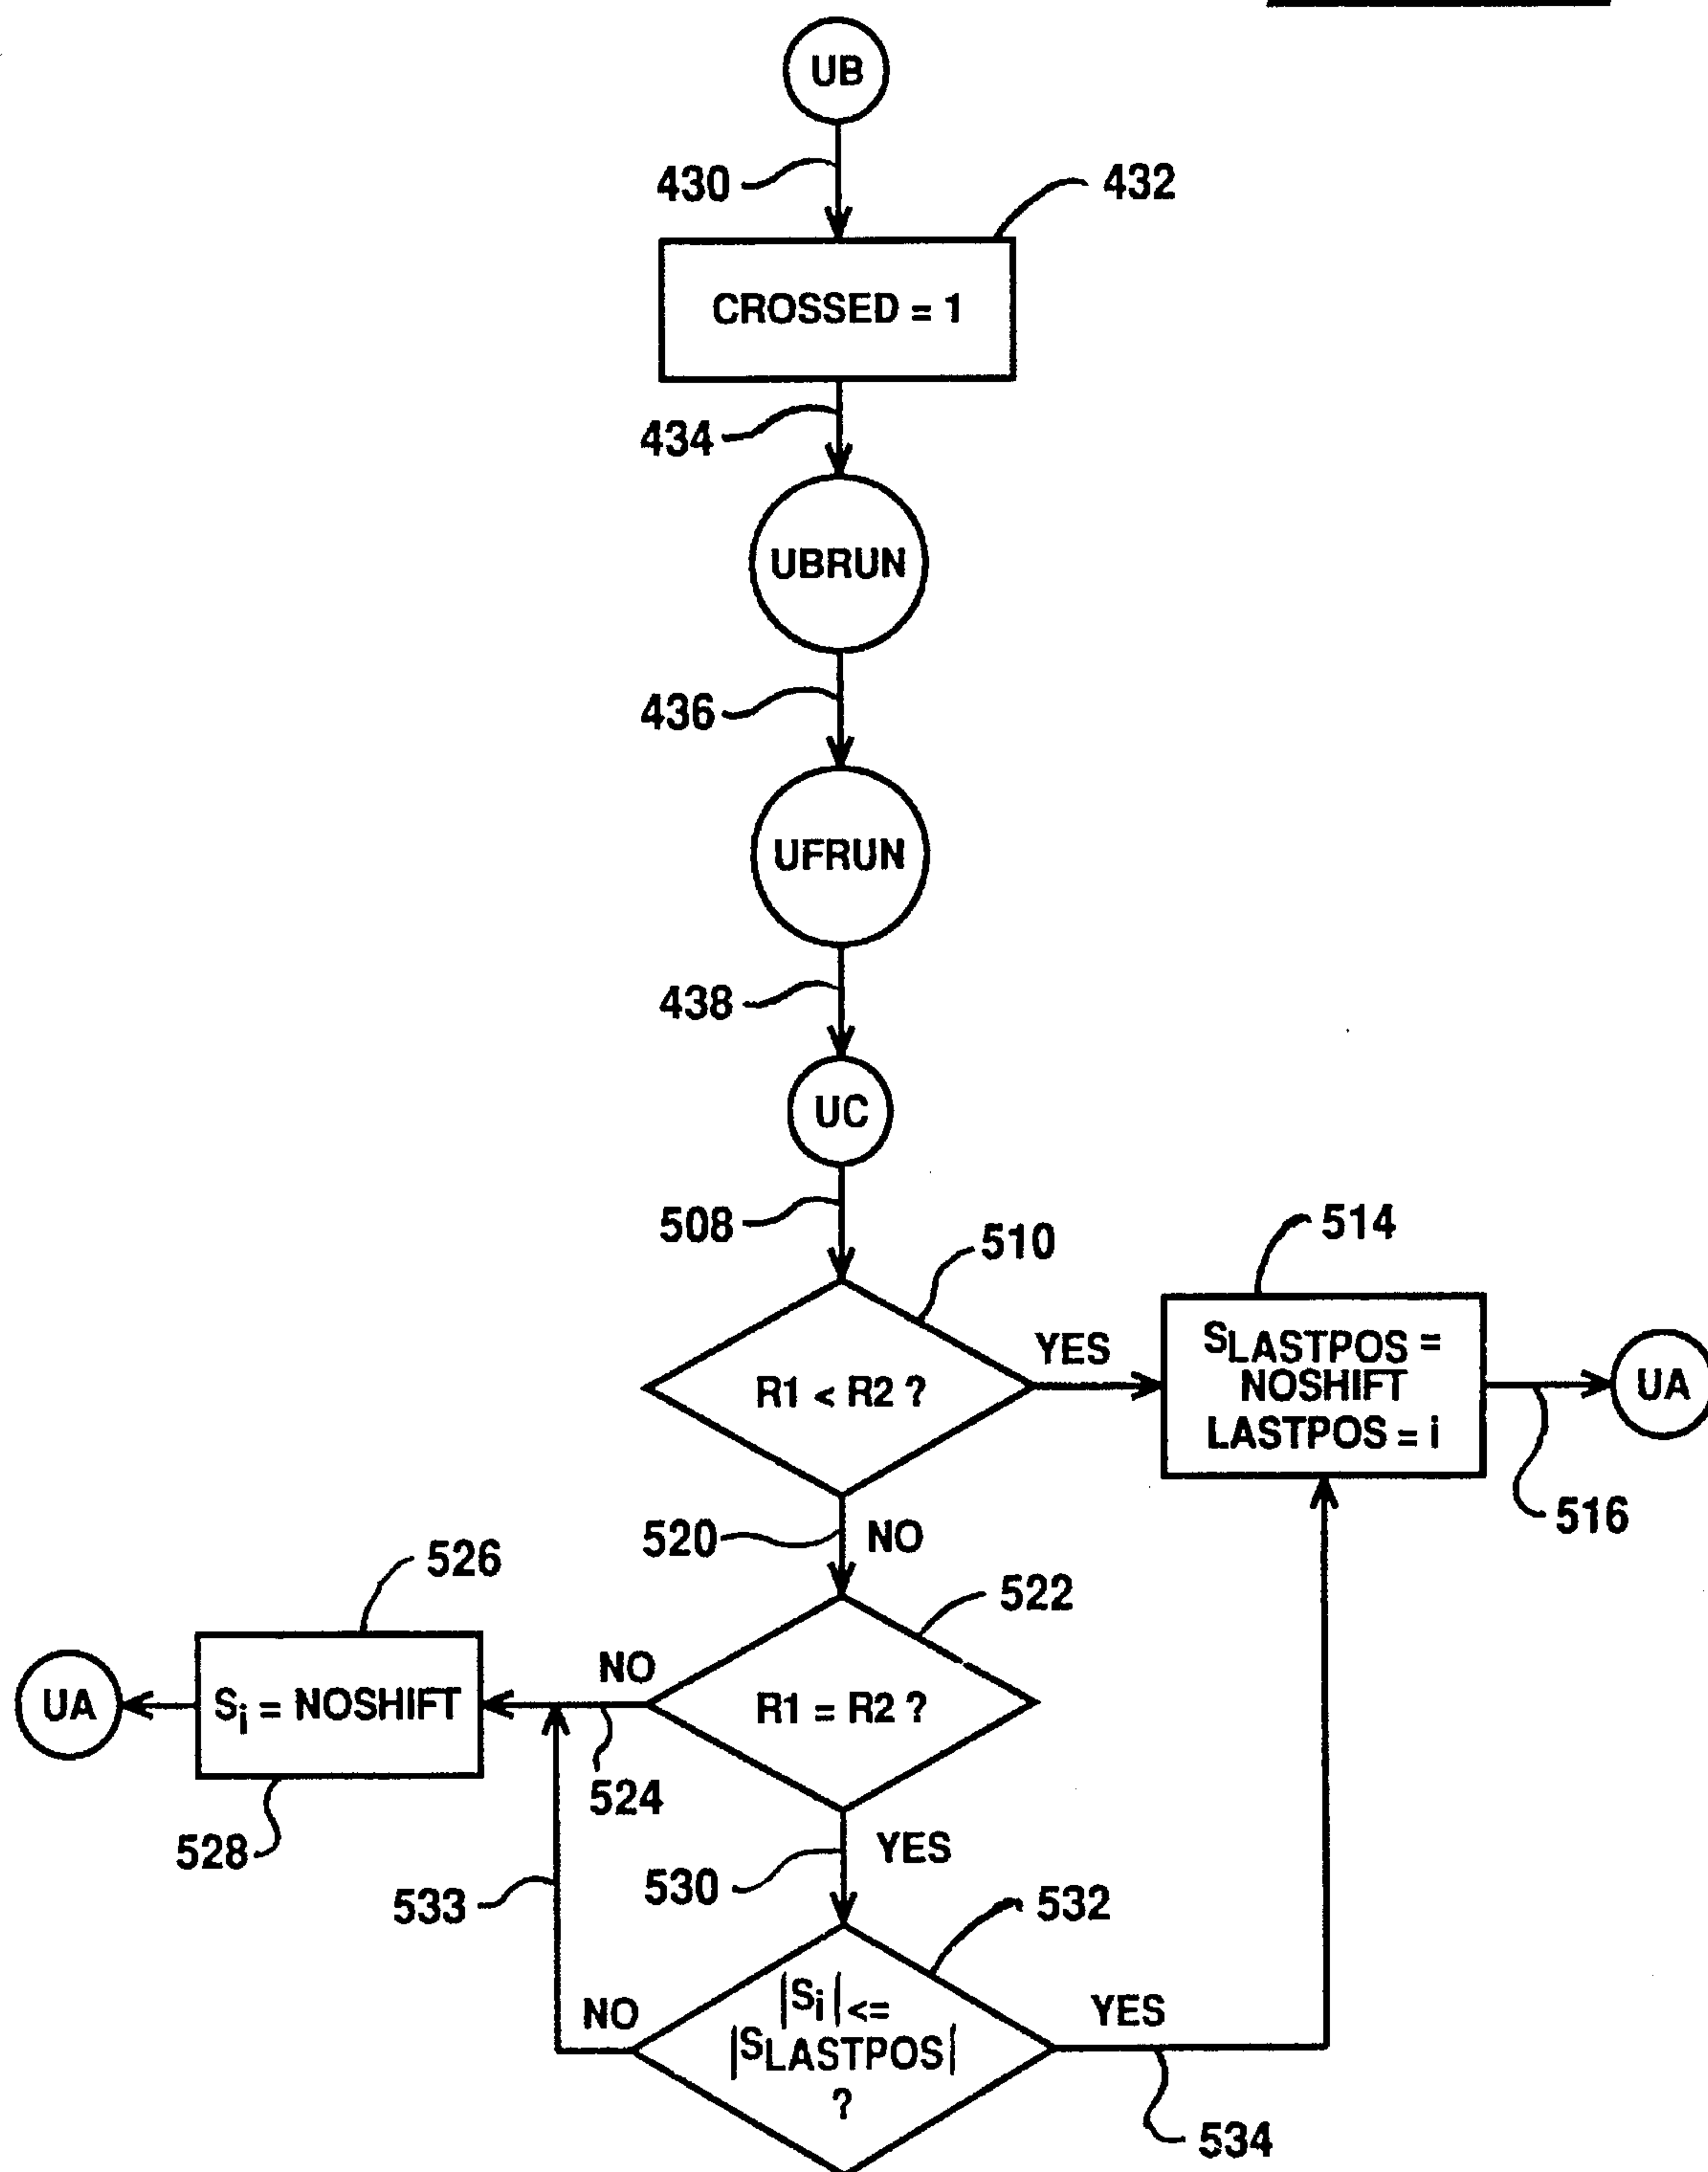 UB
430
432
CROSSED = 1
434
UBRUN
436
UFRUN
438
UC
508
510
514
R1 < R2 ?
YES
SLASTPOS =
NOSHIFT
LASTPOS = i
UA
516
520
NO
526
522
UA
Si = NOSHIFT
NO
R1 = R2 ?
524
528
530
YES
533
532
NO
|Si| <=
|SLASTPOS|
?
YES
534